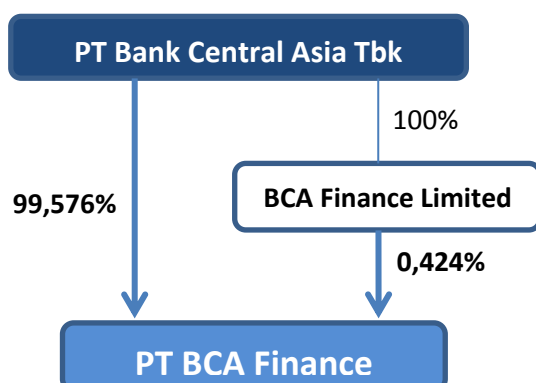 PT Bank Central Asia Tbk
100%
99,576%
BCA Finance Limited
0,424%
PT BCA Finance